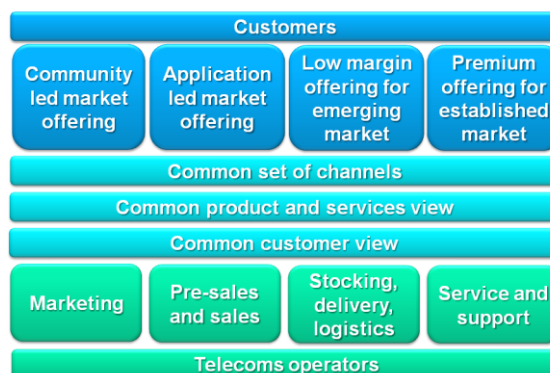 Customers
Community
led market
offering
Application
led market
offering
Low margin
offering for
emerging
market
Premium
offering for
established
market
Common set of channels
Common product and services view
Common customer view
Marketing
Pre-sales
and sales
Stocking,
delivery,
logistics
Service and
support
Telecoms operators